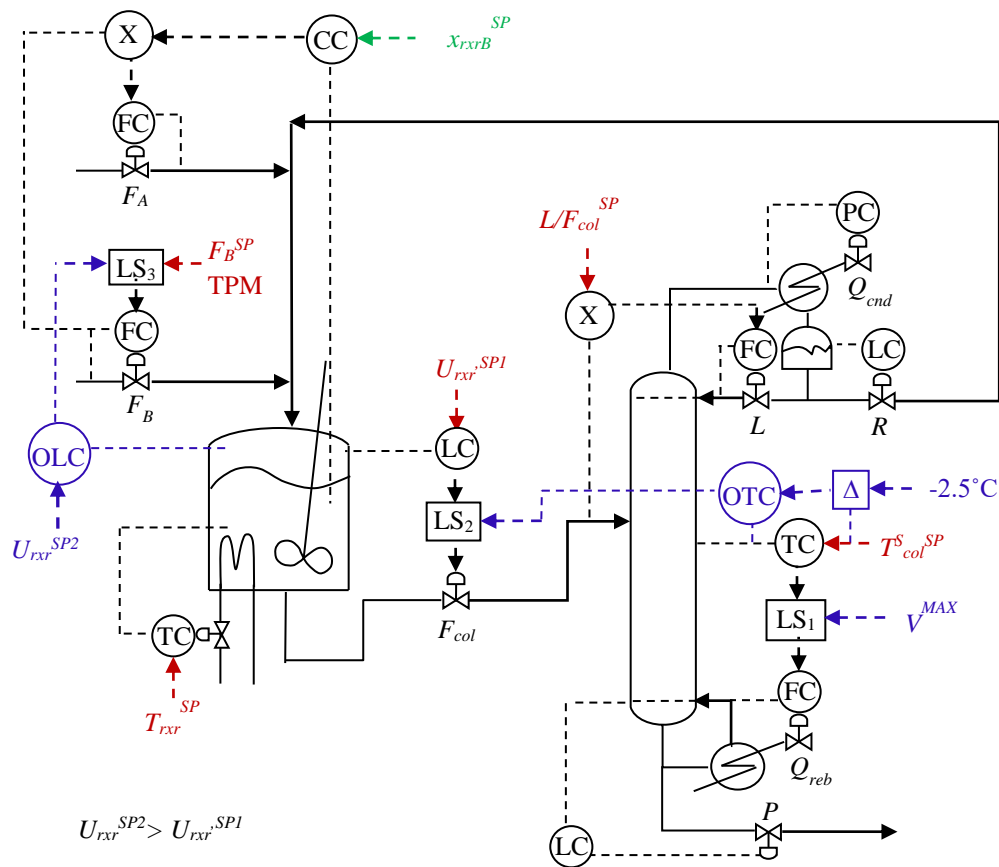 X
CC
x_rxrB^SP
FC
F_A
PC
L/F_col^SP
LS3
F_B^SP
TPM
Q_cnd
X
FC
FC
LC
U_rxr,^SP1
F_B
L
R
OLC
LC
OTC
Δ
-2.5°C
LS2
U_rxr^SP2
TC
T^S_col^SP
F_col
LS1
V^MAX
TC
FC
T_rxr^SP
Q_reb
P
U_rxr^SP2> U_rxr,^SP1
LC